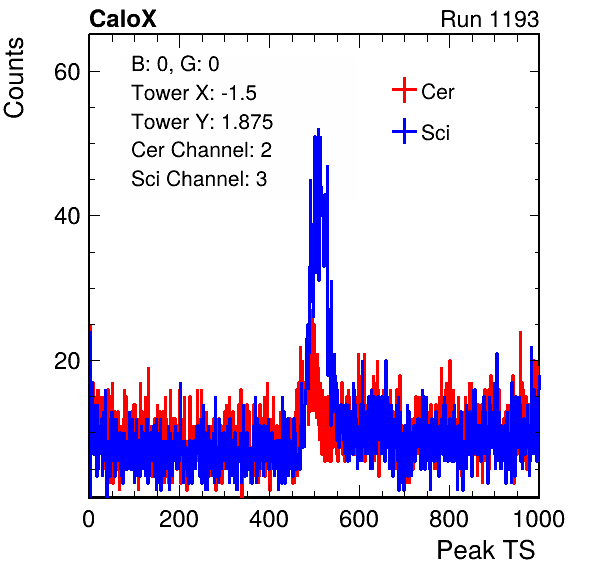 CaloX Run 1193
Counts
B: 0, G: 0
Tower X: -1.5
Tower Y: 1.875
Cer Channel: 2
Sci Channel: 3
Cer
Sci
60
40
20
0 200 400 600 800 1000
Peak TS